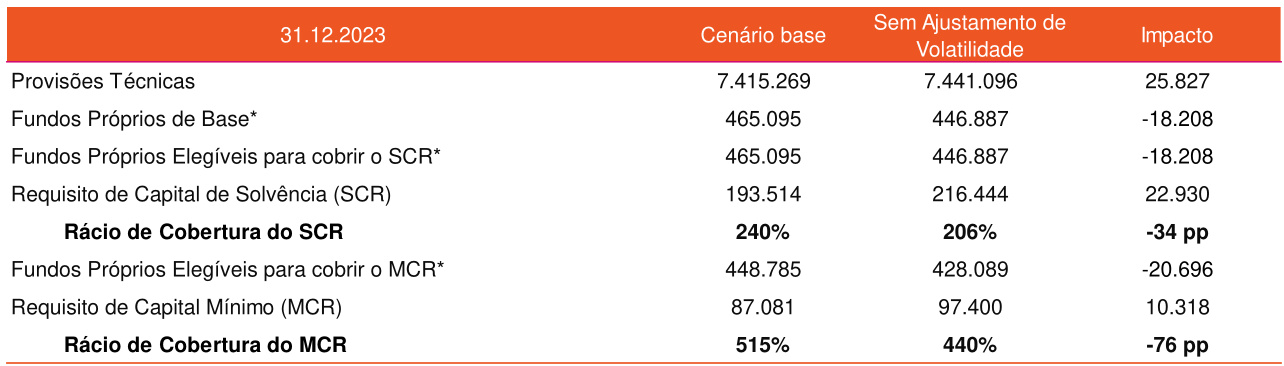 31.12.2023 Cenário base Sem Ajustamento de Volatilidade Impacto
Provisões Técnicas 7.415.269 7.441.096 25.827
Fundos Próprios de Base* 465.095 446.887 -18.208
Fundos Próprios Elegíveis para cobrir o SCR* 465.095 446.887 -18.208
Requisito de Capital de Solvência (SCR) 193.514 216.444 22.930
Rácio de Cobertura do SCR 240% 206% -34 pp
Fundos Próprios Elegíveis para cobrir o MCR* 448.785 428.089 -20.696
Requisito de Capital Mínimo (MCR) 87.081 97.400 10.318
Rácio de Cobertura do MCR 515% 440% -76 pp